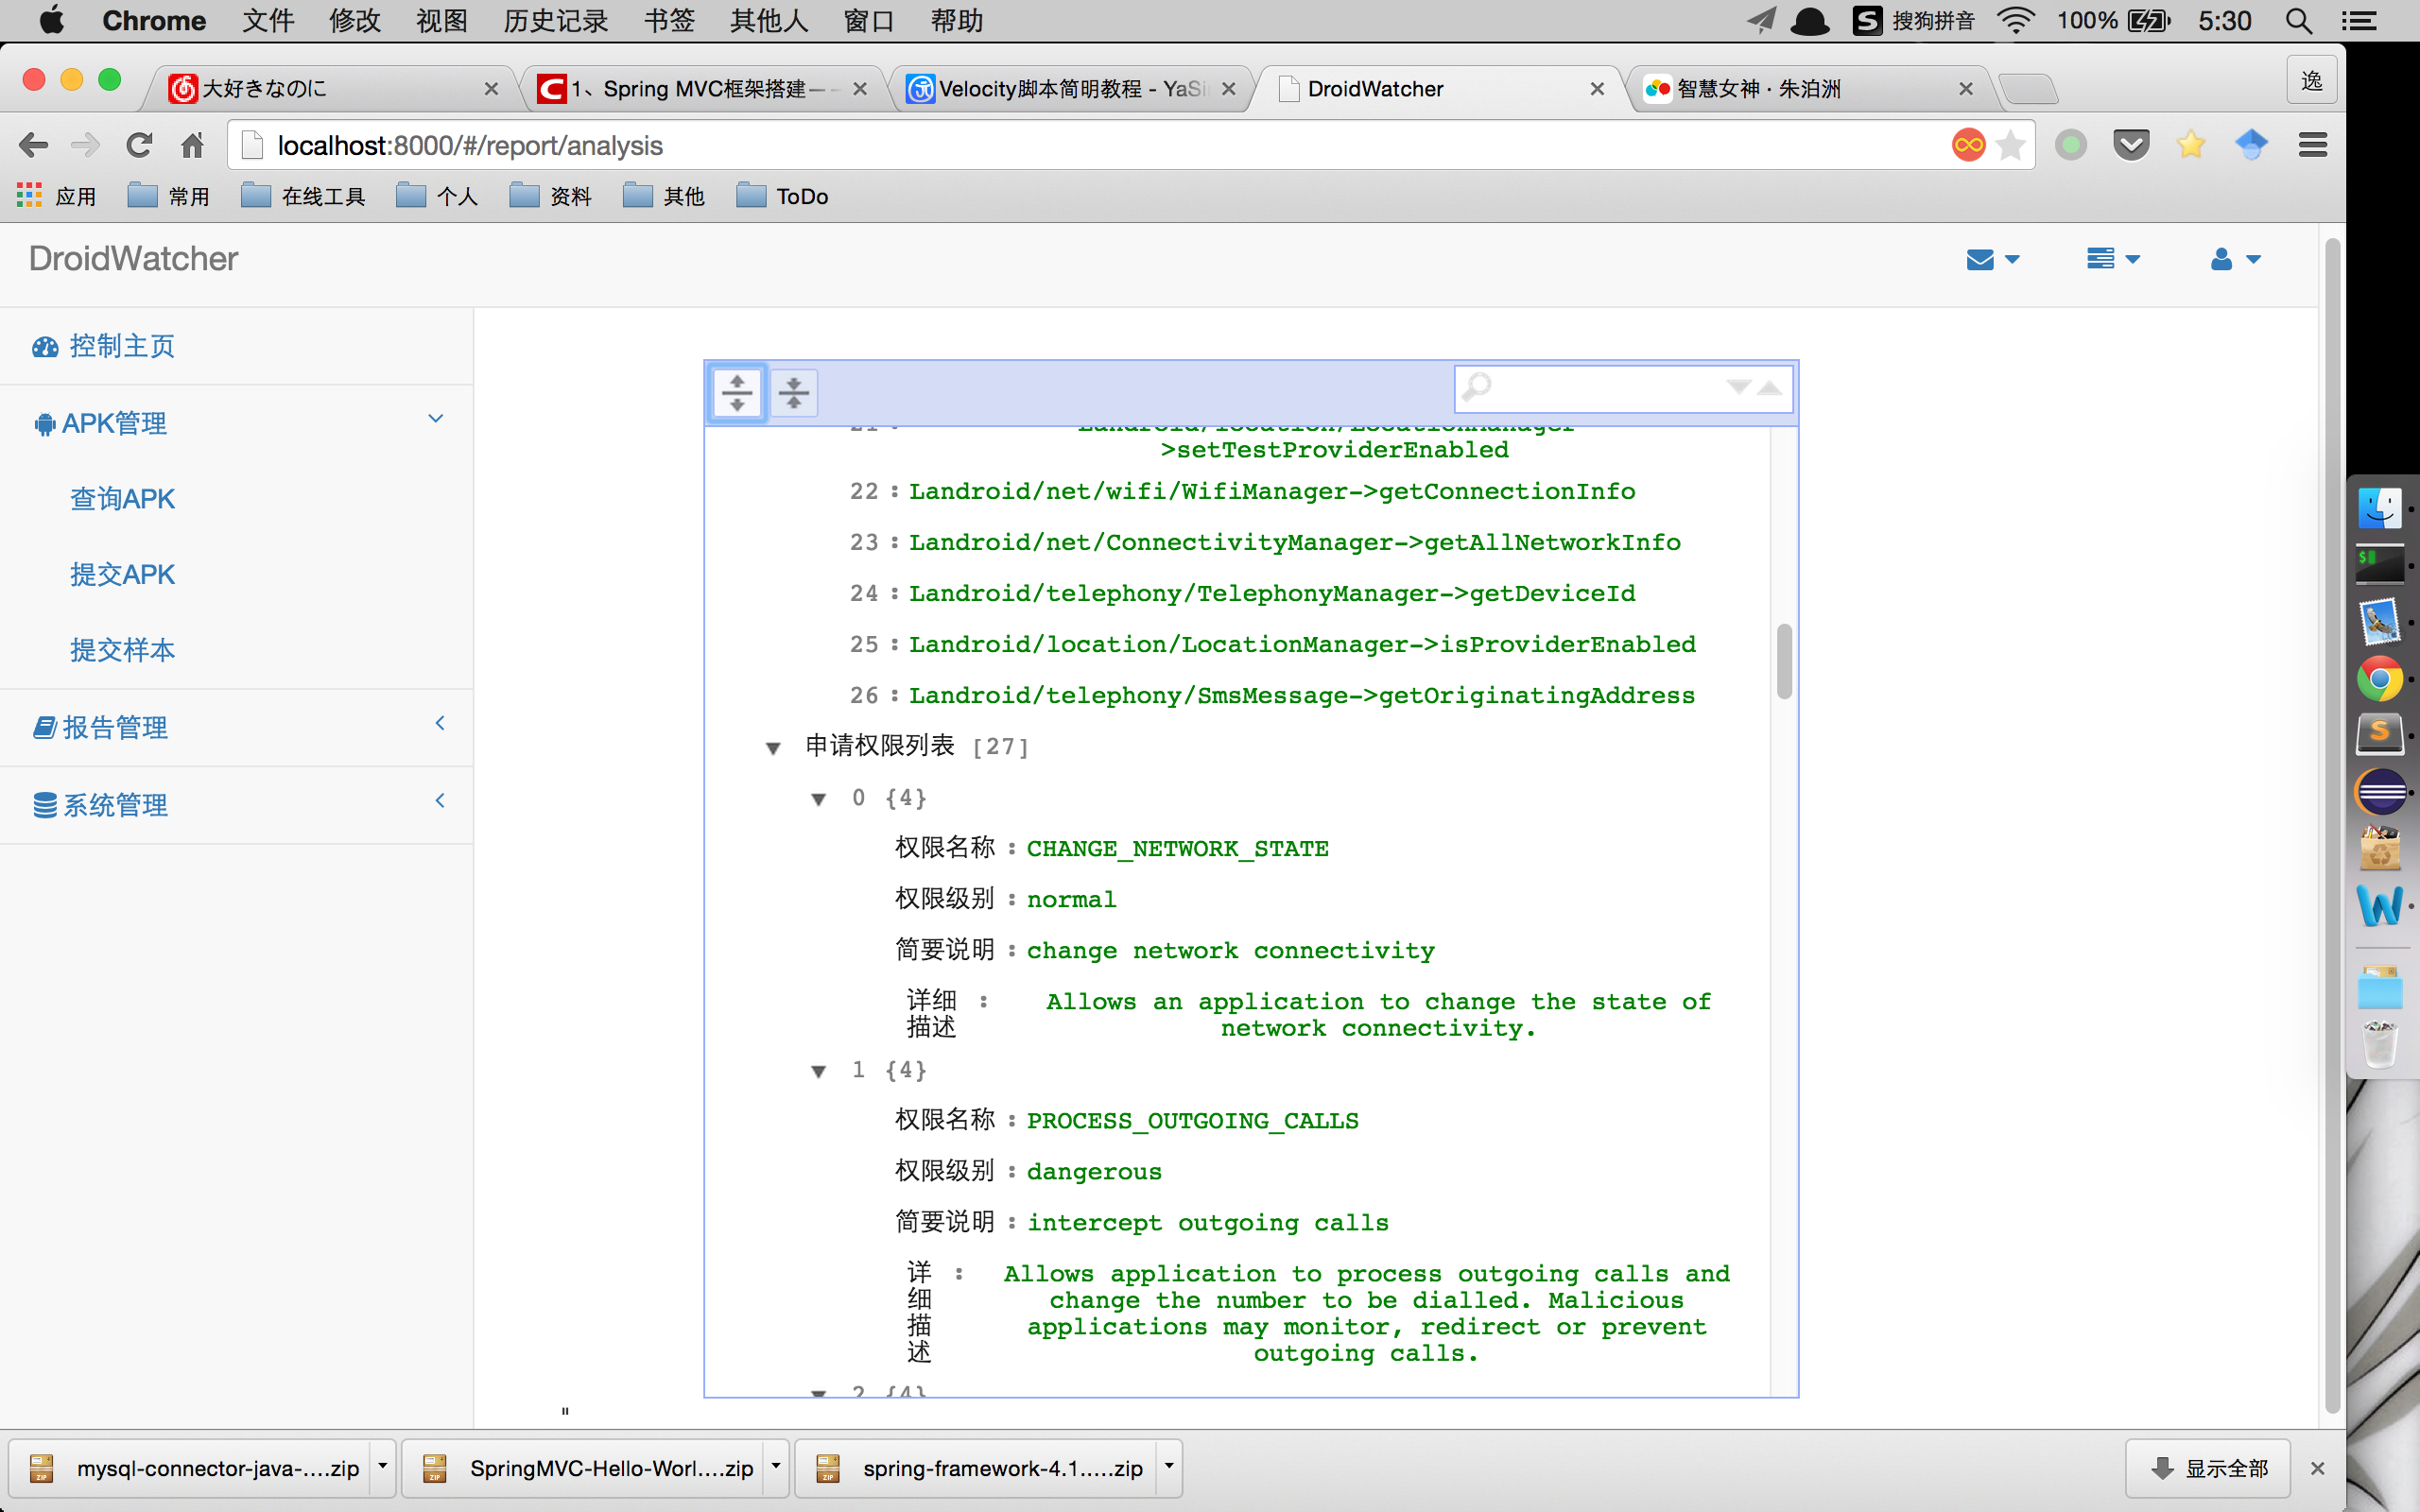 Chrome 文件 修改 视图 历史记录 书签 其他人 窗口 帮助 S 搜狗拼音 100% 5:30
大好きなのに 1、Spring MVC框架搭建— Velocity脚本简明教程 - YaSi DroidWatcher 智慧女神 · 朱泊洲 逸
localhost:8000/#/report/analysis
应用 常用 在线工具 个人 资料 其他 ToDo
DroidWatcher
控制主页
APK管理
查询APK
提交APK
提交样本
报告管理
系统管理
>setTestProviderEnabled
22 : Landroid/net/wifi/WifiManager->getConnectionInfo
23 : Landroid/net/ConnectivityManager->getAllNetworkInfo
24 : Landroid/telephony/TelephonyManager->getDeviceId
25 : Landroid/location/LocationManager->isProviderEnabled
26 : Landroid/telephony/SmsMessage->getOriginatingAddress
申请权限列表 [27]
0 {4}
权限名称 : CHANGE_NETWORK_STATE
权限级别 : normal
简要说明 : change network connectivity
详细描述 : Allows an application to change the state of
network connectivity.
1 {4}
权限名称 : PROCESS_OUTGOING_CALLS
权限级别 : dangerous
简要说明 : intercept outgoing calls
详细描述 : Allows application to process outgoing calls and
change the number to be dialled. Malicious
applications may monitor, redirect or prevent
outgoing calls.
2 {4}
"
mysql-connector-java-....zip SpringMVC-Hello-Worl....zip spring-framework-4.1.....zip 显示全部